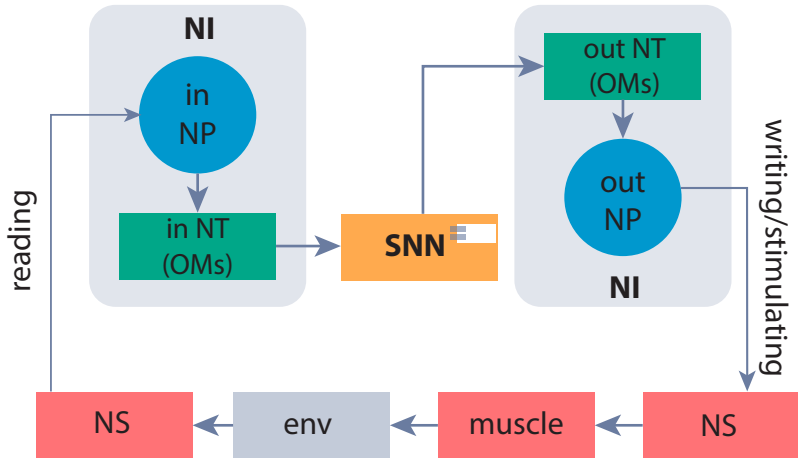 NI
in
NP
in NT
(OMs)
reading
SNN
out NT
(OMs)
out
NP
NI
writing/stimulating
NS
env
muscle
NS